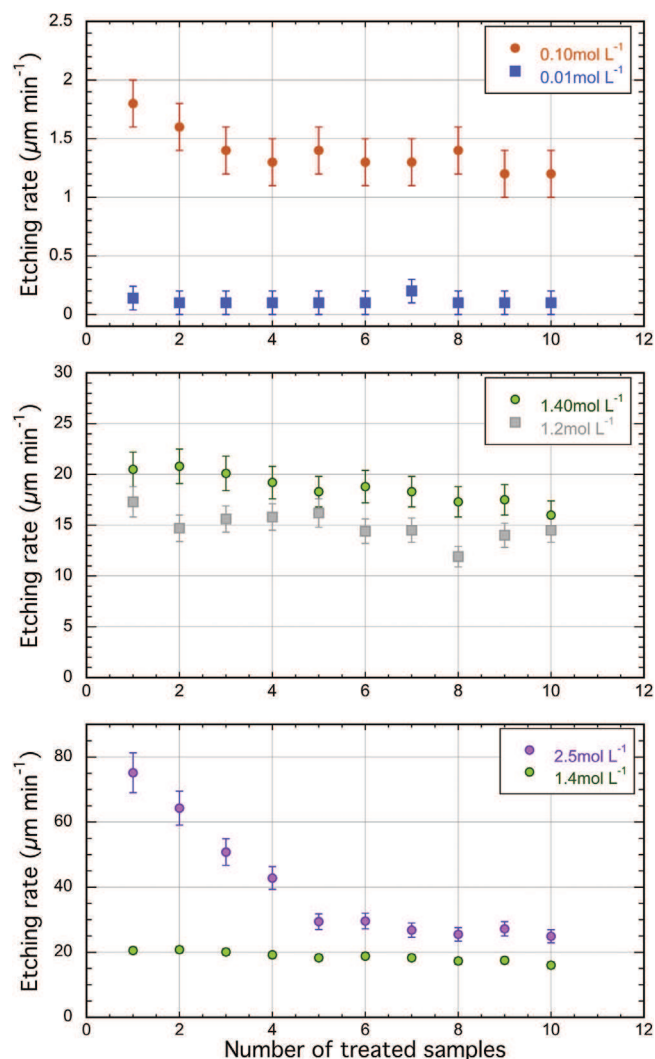 2.5
2
1.5
1
0.5
0
Etching rate (µm min⁻¹)
0.10mol L⁻¹
0.01mol L⁻¹
0 2 4 6 8 10 12
30
25
20
15
10
5
0
Etching rate (µm min⁻¹)
1.40mol L⁻¹
1.2mol L⁻¹
0 2 4 6 8 10 12
80
60
40
20
0
Etching rate (µm min⁻¹)
2.5mol L⁻¹
1.4mol L⁻¹
0 2 4 6 8 10 12
Number of treated samples